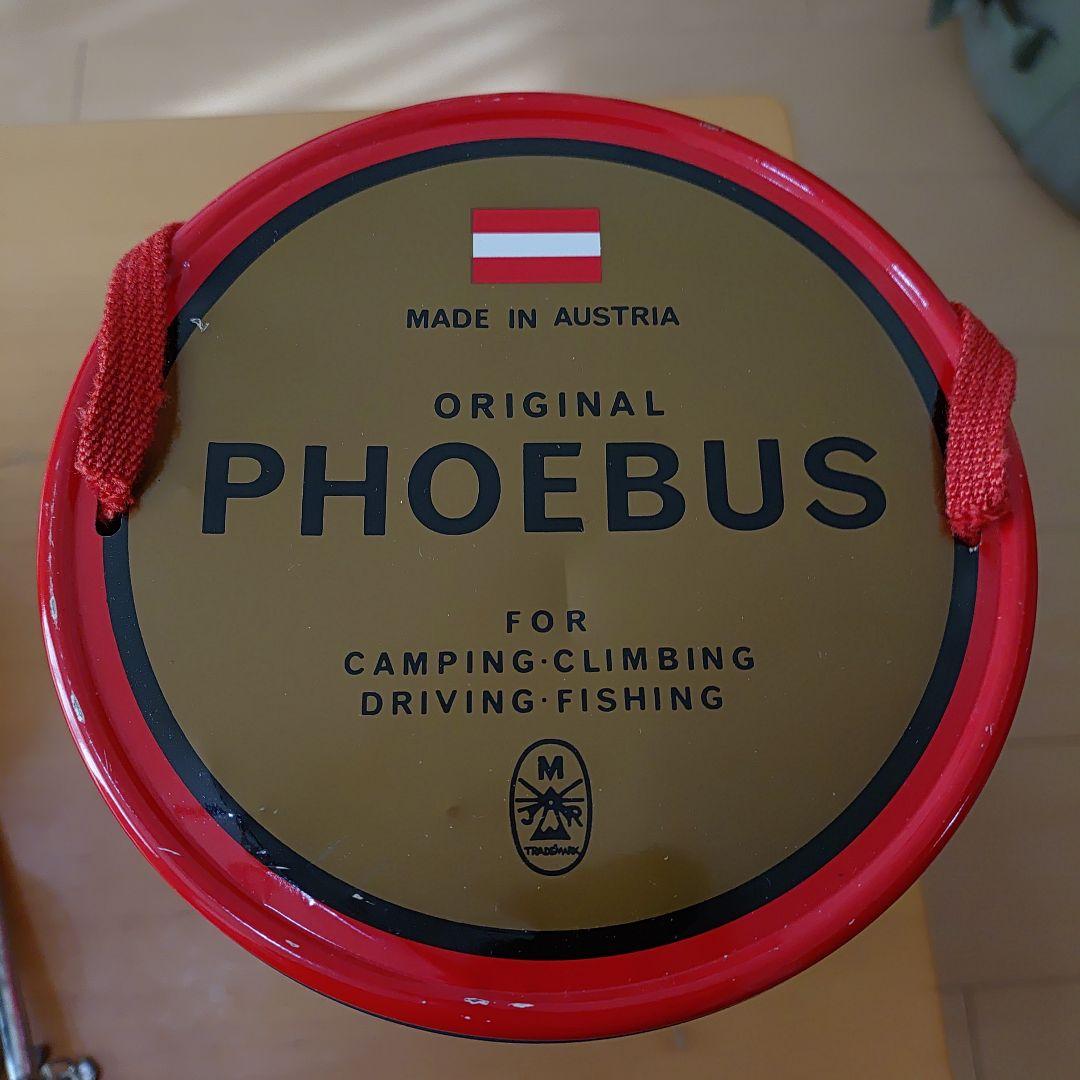 MADE IN AUSTRIA
ORIGINAL
PHOEBUS
FOR
CAMPING·CLIMBING
DRIVING·FISHING
M
J R
TRADEMARK